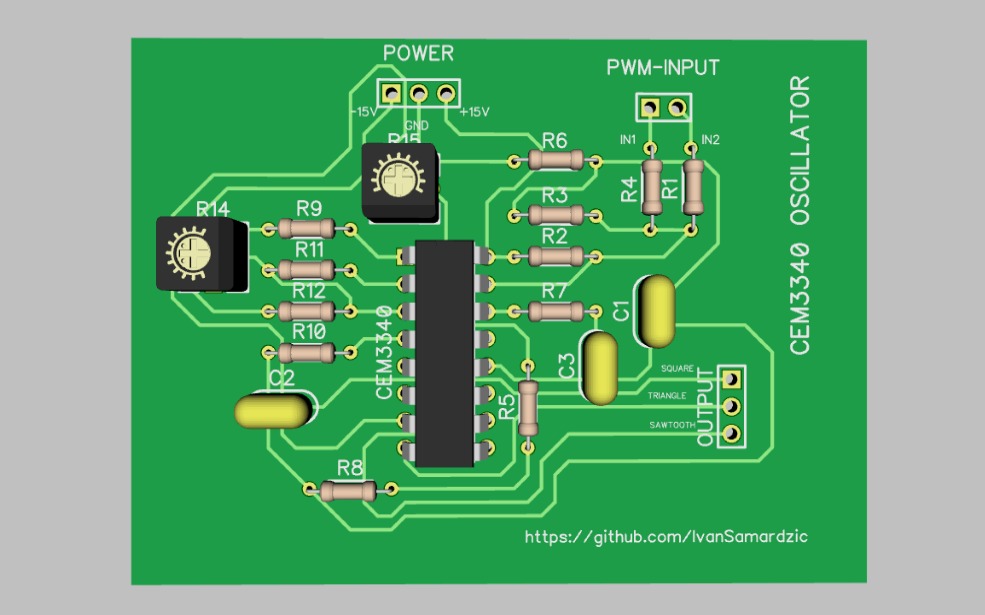 POWER
PWM-INPUT
-15V
+15V
GND
R15
IN1
IN2
R6
R4
R1
R3
R14
R9
R2
R11
R7
R12
C1
R10
CEM3340
C3
C2
R5
R8
SQUARE
TRIANGLE
SAWTOOTH
OUTPUT
CEM3340 OSCILLATOR
https://github.com/IvanSamardzic